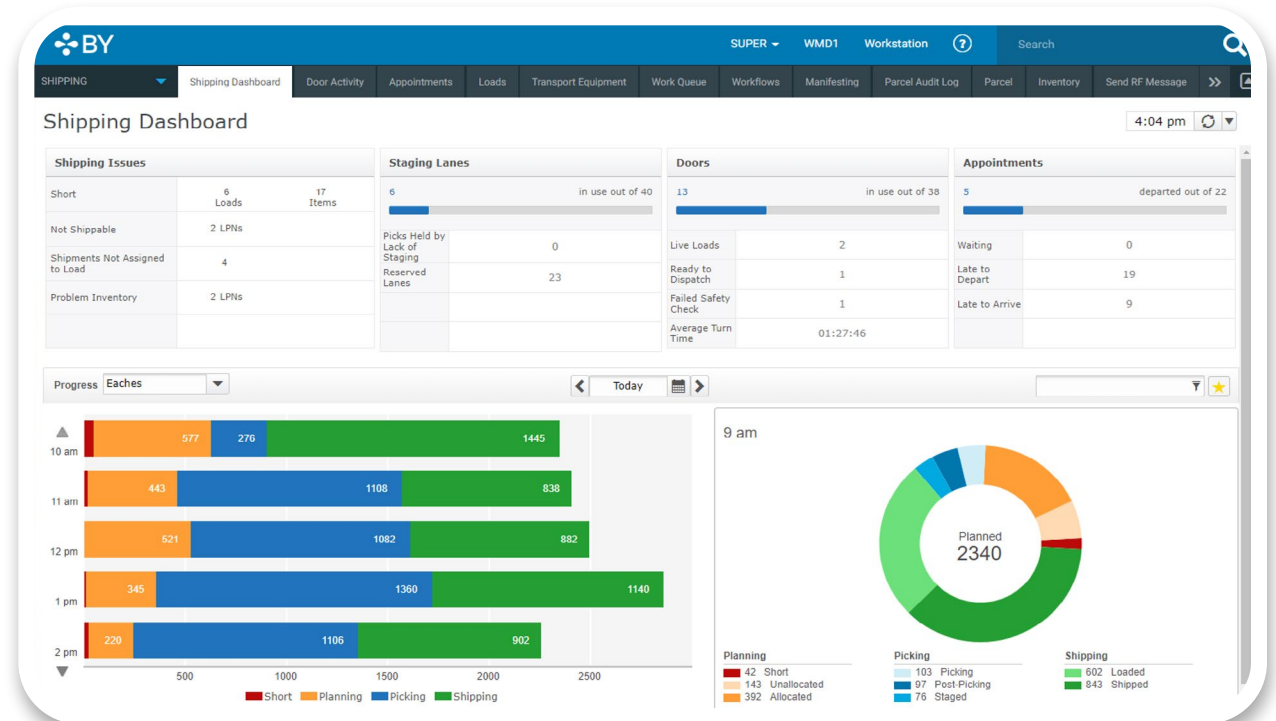 BY
SUPER WMD1 Workstation ? Search
SHIPPING Shipping Dashboard Door Activity Appointments Loads Transport Equipment Work Queue Workflows Manifesting Parcel Audit Log Parcel Inventory Send RF Message
Shipping Dashboard
4:04 pm
Shipping Issues
Short 6 Loads 17 Items
Not Shippable 2 LPNs
Shipments Not Assigned to Load 4
Problem Inventory 2 LPNs
Staging Lanes
6 in use out of 40
Picks Held by Lack of Staging 0
Reserved Lanes 23
Doors
13 in use out of 38
Live Loads 2
Ready to Dispatch 1
Failed Safety Check 1
Average Turn Time 01:27:46
Appointments
5 departed out of 22
Waiting 0
Late to Depart 19
Late to Arrive 9
Progress Eaches
Today
10 am 577 276 1445
11 am 443 1108 838
12 pm 521 1082 882
1 pm 345 1360 1140
2 pm 220 1106 902
500 1000 1500 2000 2500
Short Planning Picking Shipping
9 am
Planned
2340
Planning
42 Short
143 Unallocated
392 Allocated
Picking
103 Picking
97 Post-Picking
76 Staged
Shipping
602 Loaded
843 Shipped